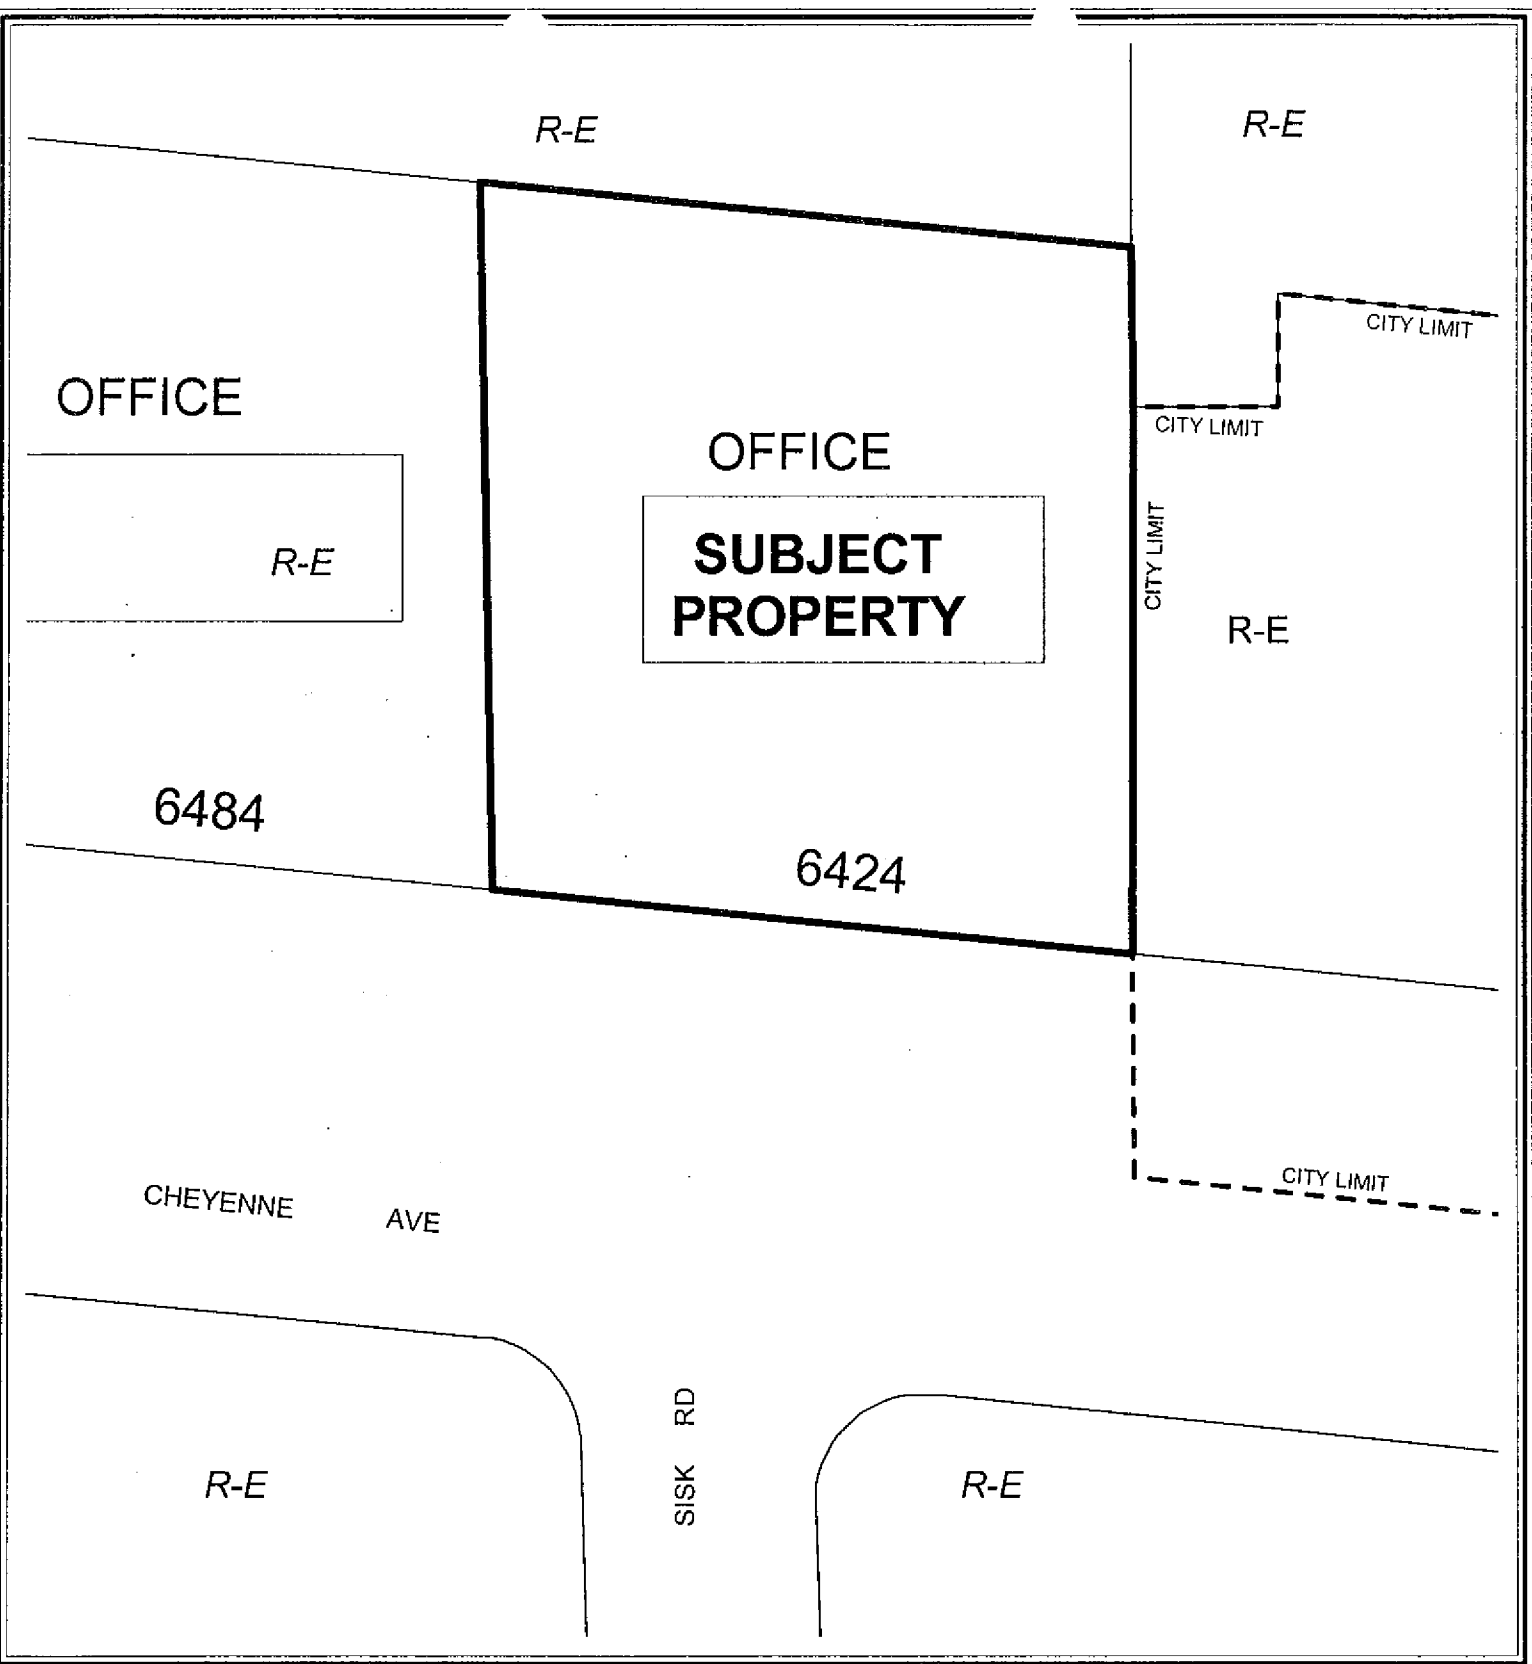 R-E
R-E
CITY LIMIT
OFFICE
CITY LIMIT
OFFICE
CITY LIMIT
SUBJECT
PROPERTY
R-E
R-E
6484
6424
CITY LIMIT
CHEYENNE AVE
SISK RD
R-E
R-E